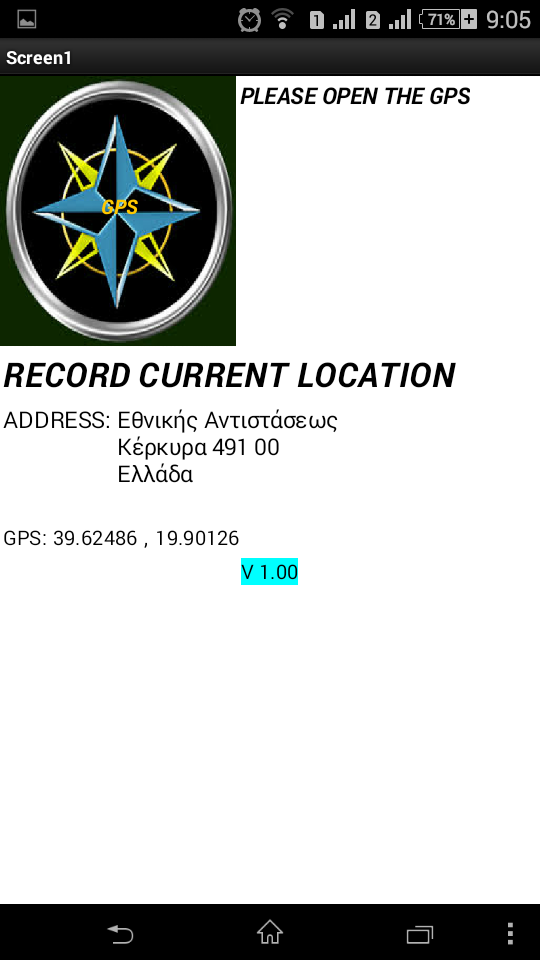 1 2 71% 9:05
Screen1
PLEASE OPEN THE GPS
GPS
RECORD CURRENT LOCATION
ADDRESS: Εθνικής Αντιστάσεως
Κέρκυρα 491 00
Ελλάδα
GPS: 39.62486 , 19.90126
V 1.00